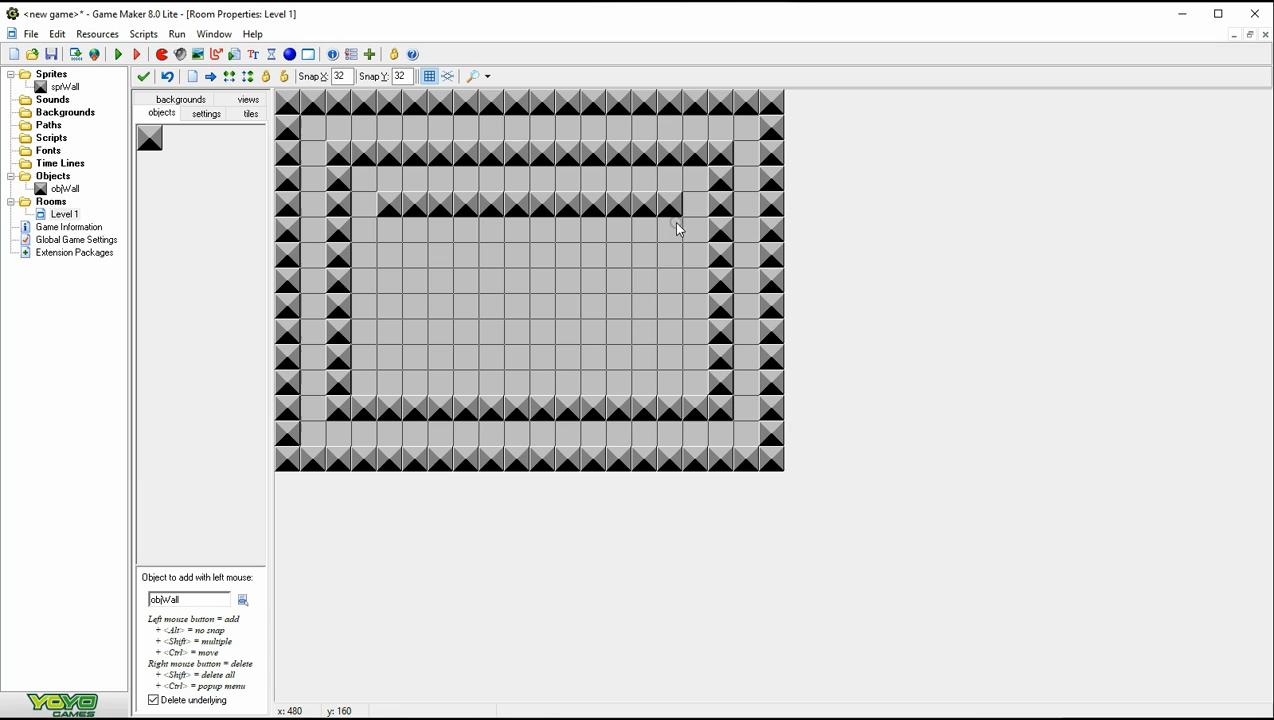 <new game>* - Game Maker 8.0 Lite - [Room Properties: Level 1]
File Edit Resources Scripts Run Window Help
Snap X: 32 Snap Y: 32
Sprites
sprWall
Sounds
Backgrounds
Paths
Scripts
Fonts
Time Lines
Objects
objWall
Rooms
Level 1
Game Information
Global Game Settings
Extension Packages
backgrounds views
objects settings tiles
Object to add with left mouse:
objWall
Left mouse button = add
+ <Alt> = no snap
+ <Shift> = multiple
+ <Ctrl> = move
Right mouse button = delete
+ <Shift> = delete all
+ <Ctrl> = popup menu
Delete underlying
YOYO
GAMES
x: 480 y: 160